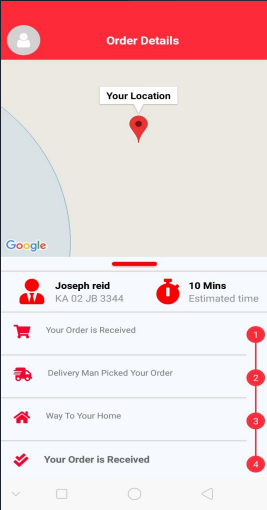 Order Details
Your Location
Google
Joseph reid
KA 02 JB 3344
10 Mins
Estimated time
Your Order is Received
1
Delivery Man Picked Your Order
2
Way To Your Home
3
Your Order is Received
4